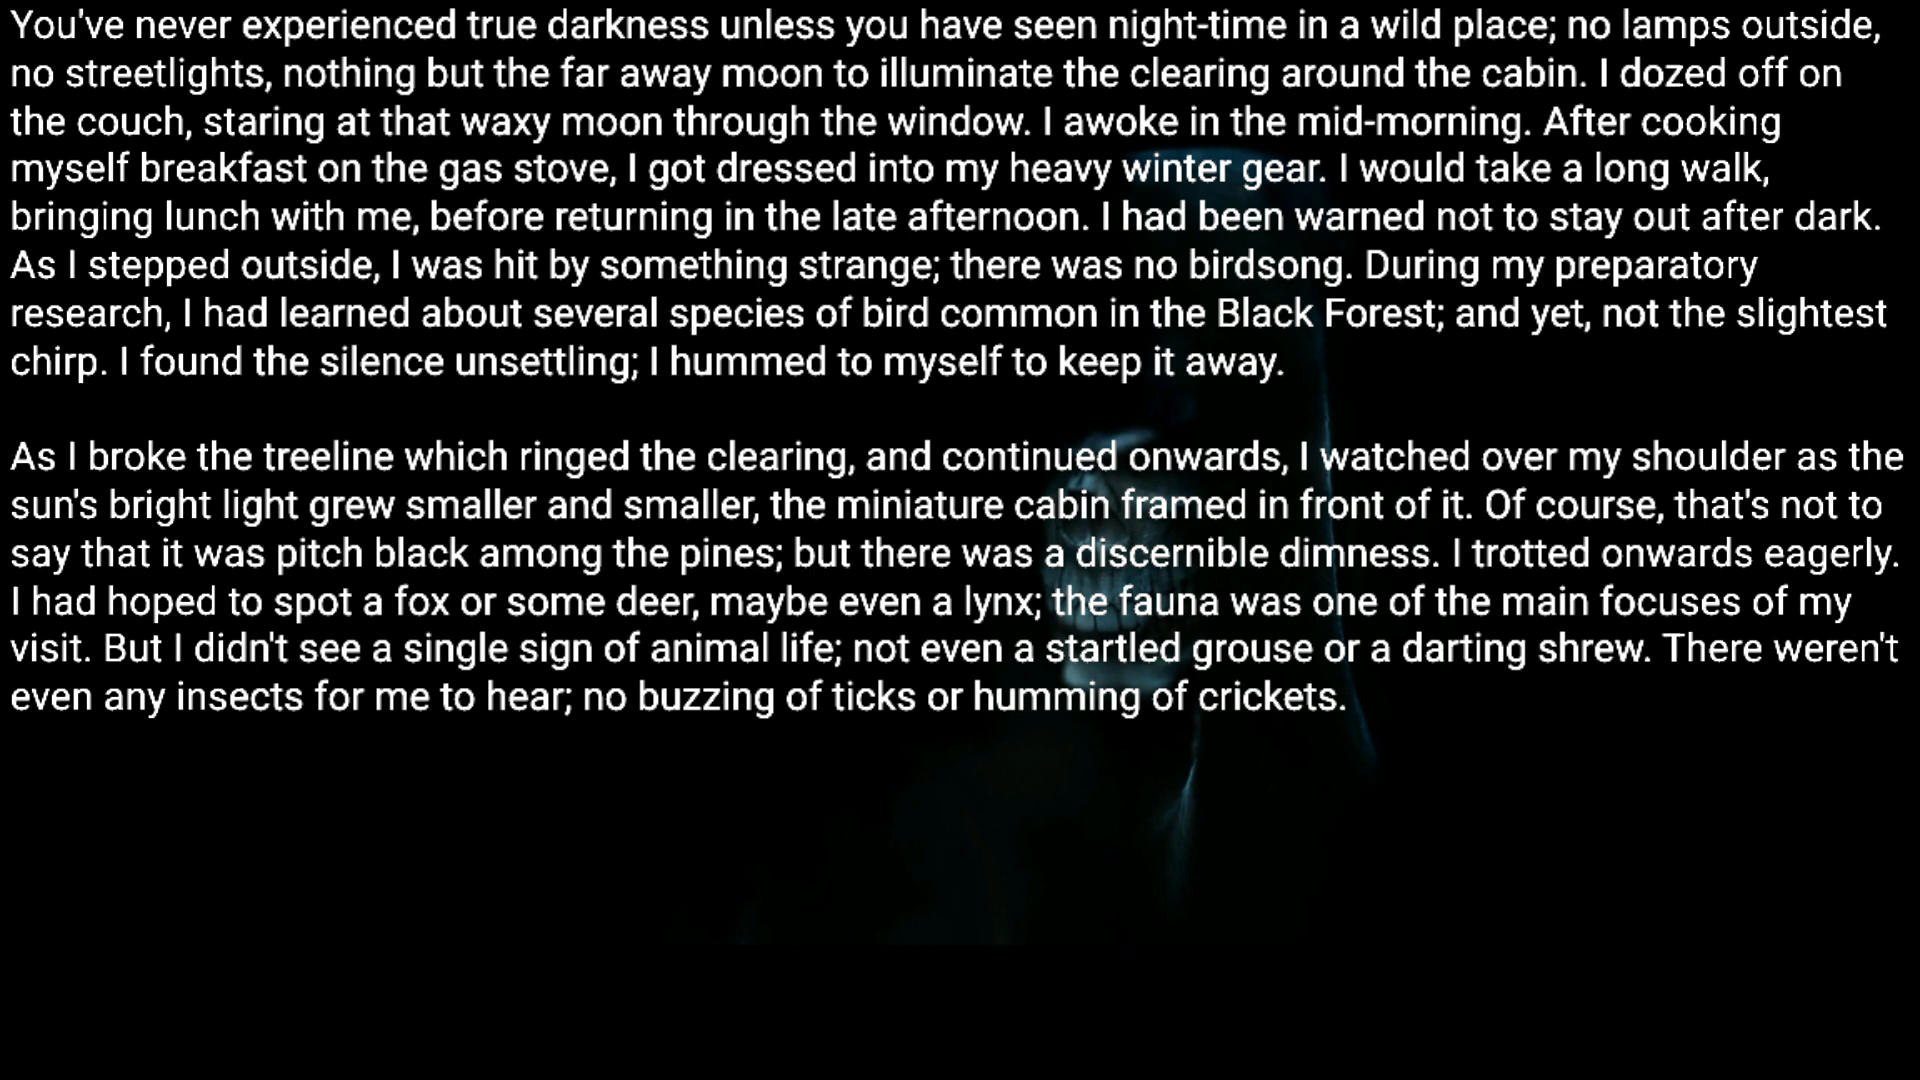 You've never experienced true darkness unless you have seen night-time in a wild place; no lamps outside,
no streetlights, nothing but the far away moon to illuminate the clearing around the cabin. I dozed off on
the couch, staring at that waxy moon through the window. I awoke in the mid-morning. After cooking
myself breakfast on the gas stove, I got dressed into my heavy winter gear. I would take a long walk,
bringing lunch with me, before returning in the late afternoon. I had been warned not to stay out after dark.
As I stepped outside, I was hit by something strange; there was no birdsong. During my preparatory
research, I had learned about several species of bird common in the Black Forest; and yet, not the slightest
chirp. I found the silence unsettling; I hummed to myself to keep it away.

As I broke the treeline which ringed the clearing, and continued onwards, I watched over my shoulder as the
sun's bright light grew smaller and smaller, the miniature cabin framed in front of it. Of course, that's not to
say that it was pitch black among the pines; but there was a discernible dimness. I trotted onwards eagerly.
I had hoped to spot a fox or some deer, maybe even a lynx; the fauna was one of the main focuses of my
visit. But I didn't see a single sign of animal life; not even a startled grouse or a darting shrew. There weren't
even any insects for me to hear; no buzzing of ticks or humming of crickets.